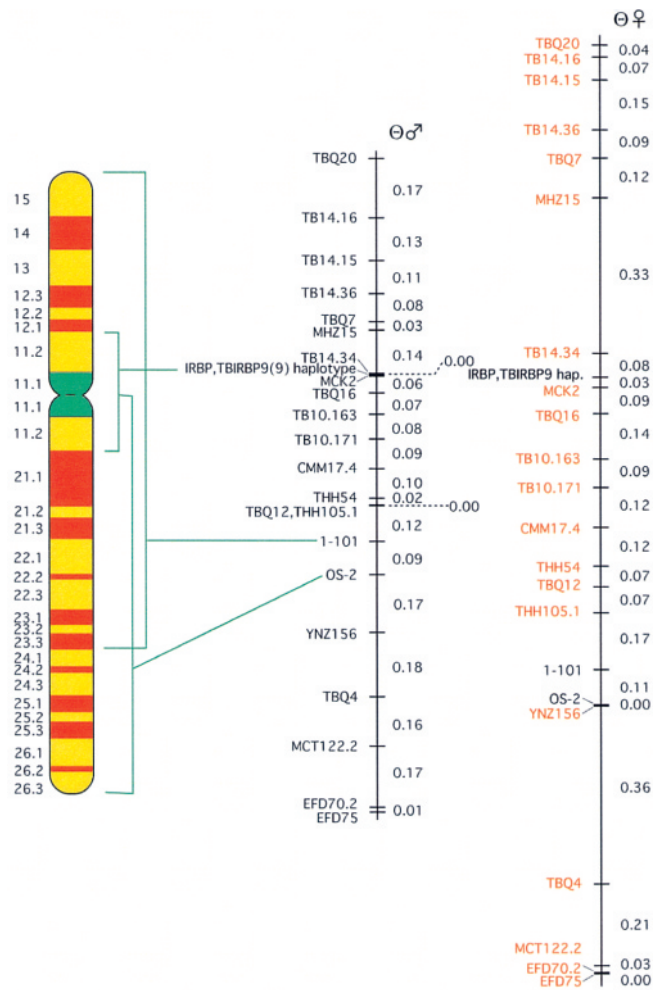 15
14
13
12.3
12.2
12.1
11.2
11.1
11.1
11.2
21.1
21.2
21.3
22.1
22.2
22.3
23.1
23.2
23.3
24.1
24.2
24.3
25.1
25.2
25.3
26.1
26.2
26.3
Θ♂
TBQ20
0.17
TB14.16
0.13
TB14.15
0.11
TB14.36
0.08
TBQ7
0.03
MHZ15
0.14
TB14.34
0.00
IRBP,TBIRBP9(9) haplotype
MCK2
0.06
TBQ16
0.07
TB10.163
0.08
TB10.171
0.09
CMM17.4
0.10
THH54
0.02
TBQ12,THH105.1
0.00
0.12
1-101
0.09
OS-2
0.17
YNZ156
0.18
TBQ4
0.16
MCT122.2
0.17
EFD70.2
0.01
EFD75
Θ♀
TBQ20
0.04
TB14.16
0.07
TB14.15
0.15
TB14.36
0.09
TBQ7
0.12
MHZ15
0.33
TB14.34
0.08
IRBP,TBIRBP9 hap.
0.03
MCK2
0.09
TBQ16
0.14
TB10.163
0.09
TB10.171
0.12
CMM17.4
0.12
THH54
0.07
TBQ12
0.07
THH105.1
0.17
1-101
0.11
OS-2
0.00
YNZ156
0.36
TBQ4
0.21
MCT122.2
0.03
EFD70.2
0.00
EFD75